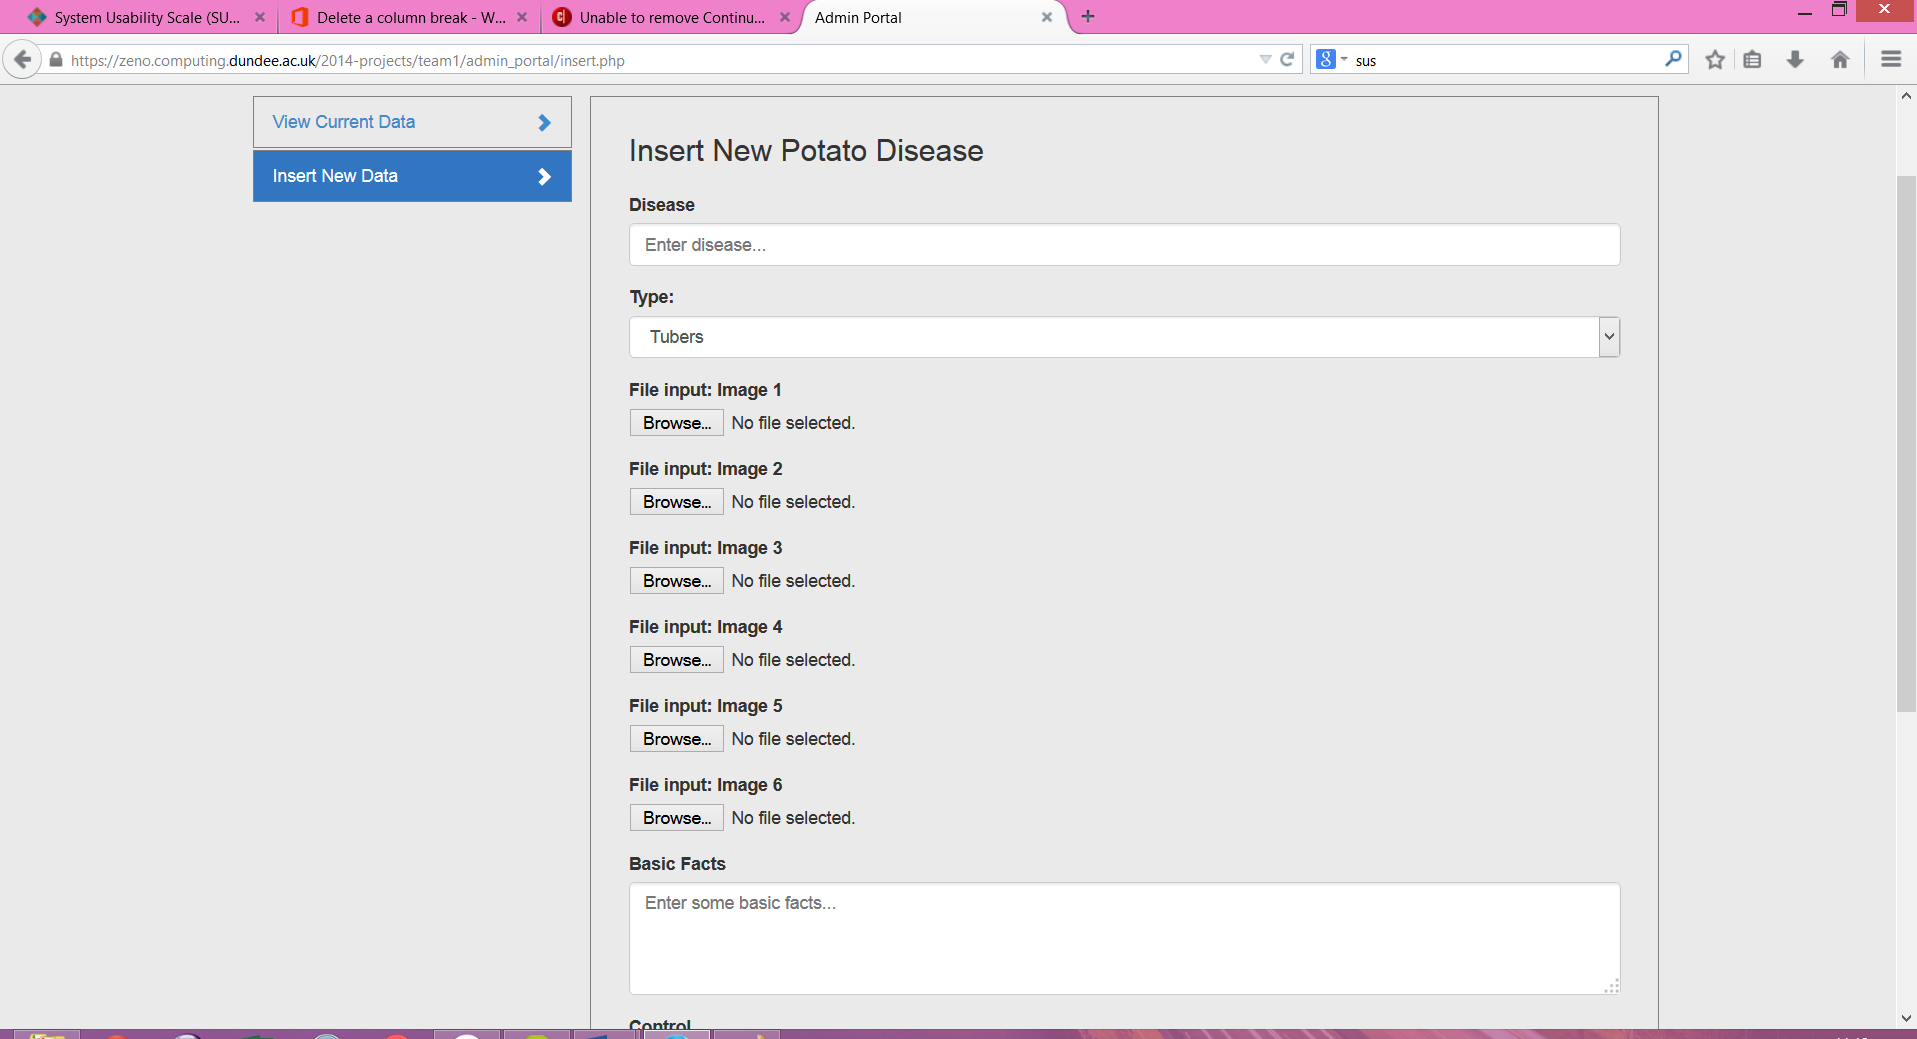 System Usability Scale (SU...
Delete a column break - W...
Unable to remove Continu...
Admin Portal
https://zeno.computing.dundee.ac.uk/2014-projects/team1/admin_portal/insert.php
sus
View Current Data
Insert New Data
Insert New Potato Disease
Disease
Enter disease...
Type:
Tubers
File input: Image 1
Browse... No file selected.
File input: Image 2
Browse... No file selected.
File input: Image 3
Browse... No file selected.
File input: Image 4
Browse... No file selected.
File input: Image 5
Browse... No file selected.
File input: Image 6
Browse... No file selected.
Basic Facts
Enter some basic facts...
Control